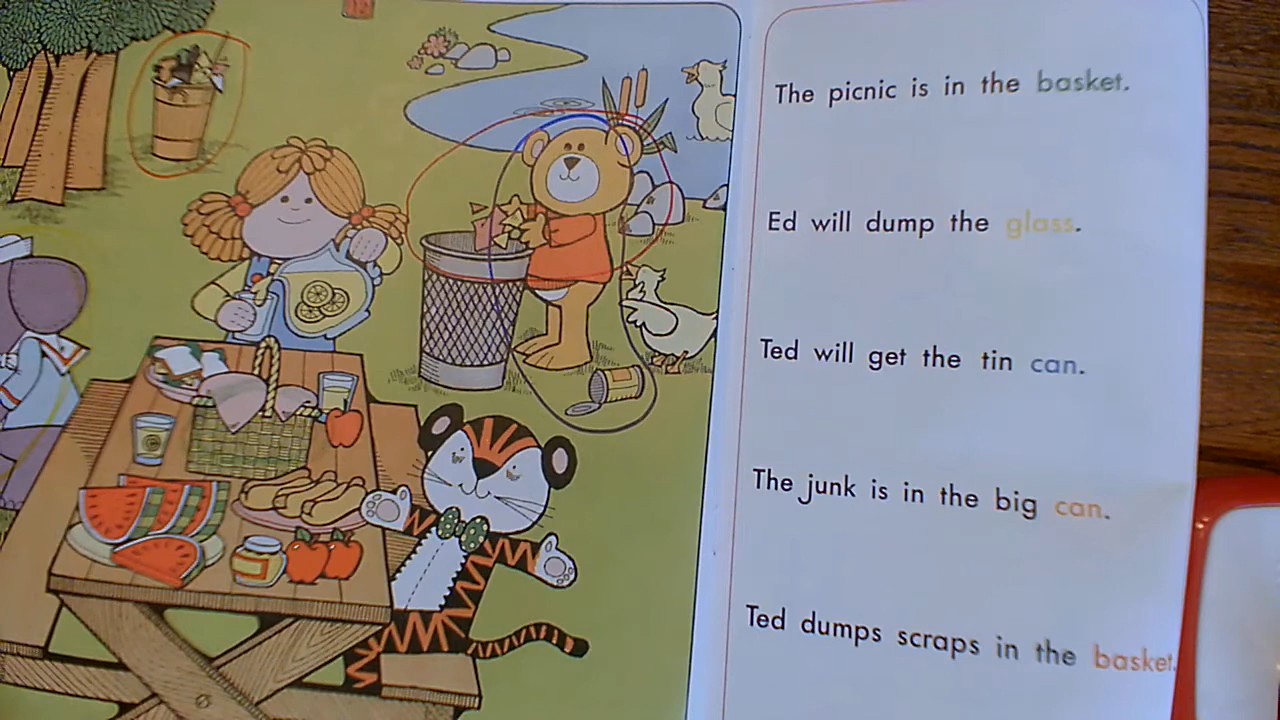 12
The picnic is in the basket.
Ed will dump the glass.
Ted will get the tin can.
The junk is in the big can.
Ted dumps scraps in the basket.